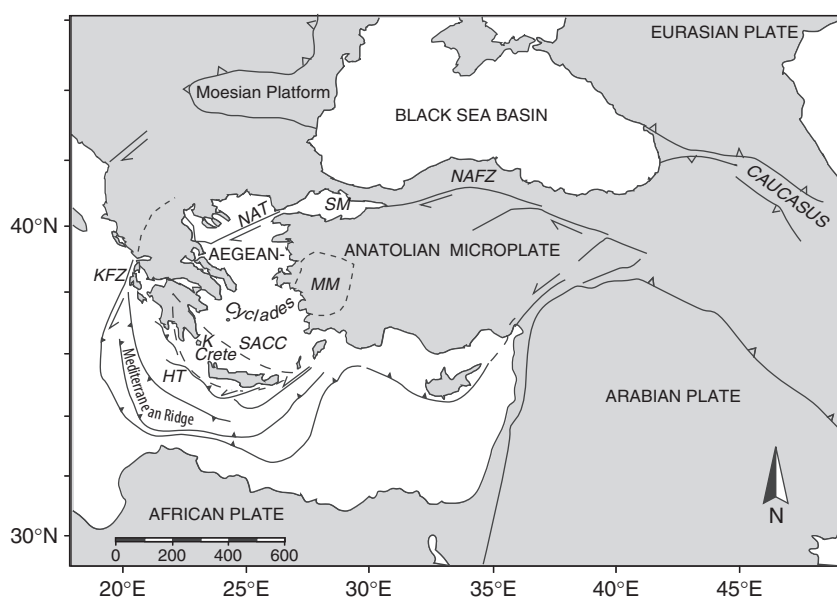 EURASIAN PLATE
Moesian Platform
BLACK SEA BASIN
CAUCASUS
NAFZ
SM
NAT
40°N
AEGEAN
ANATOLIAN MICROPLATE
KFZ
MM
Cyclades
K
SACC
Crete
HT
Mediterranean Ridge
ARABIAN PLATE
AFRICAN PLATE
N
30°N
0 200 400 600
20°E 25°E 30°E 35°E 40°E 45°E